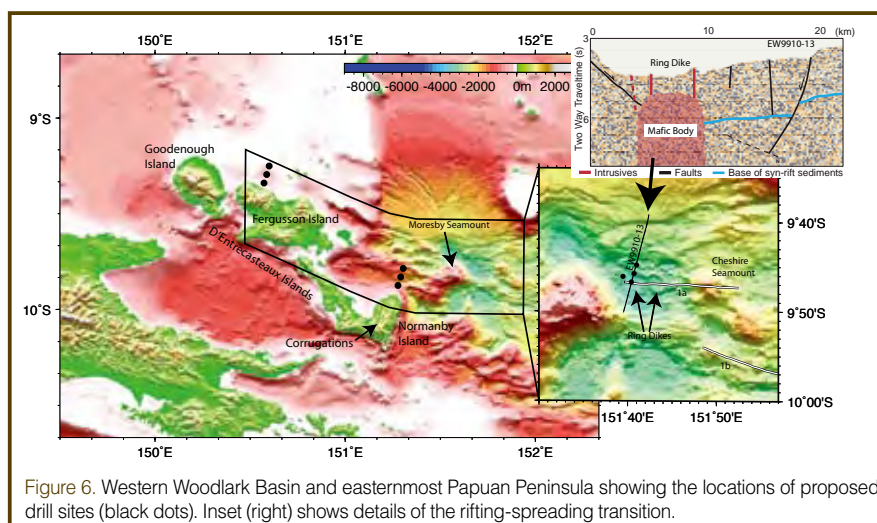 150°E
151°E
-8000 -6000 -4000 -2000 0m 2000
9°S
10°S
Goodenough
Island
Fergusson Island
D'Entrecasteaux Islands
Moresby Seamount
Normanby
Island
Corrugations
150°E
151°E
152°E
0
10
20 (km)
EW9910-13
Ring Dike
Two Way Traveltime (s)
3
6
Mafic Body
Intrusives
Faults
Base of syn-rift sediments
EW9910-13
Cheshire
Seamount
1a
Ring Dikes
1b
9°40'S
9°50'S
10°00'S
151°40'E
151°50'E
Figure 6. Western Woodlark Basin and easternmost Papuan Peninsula showing the locations of proposed
drill sites (black dots). Inset (right) shows details of the rifting-spreading transition.